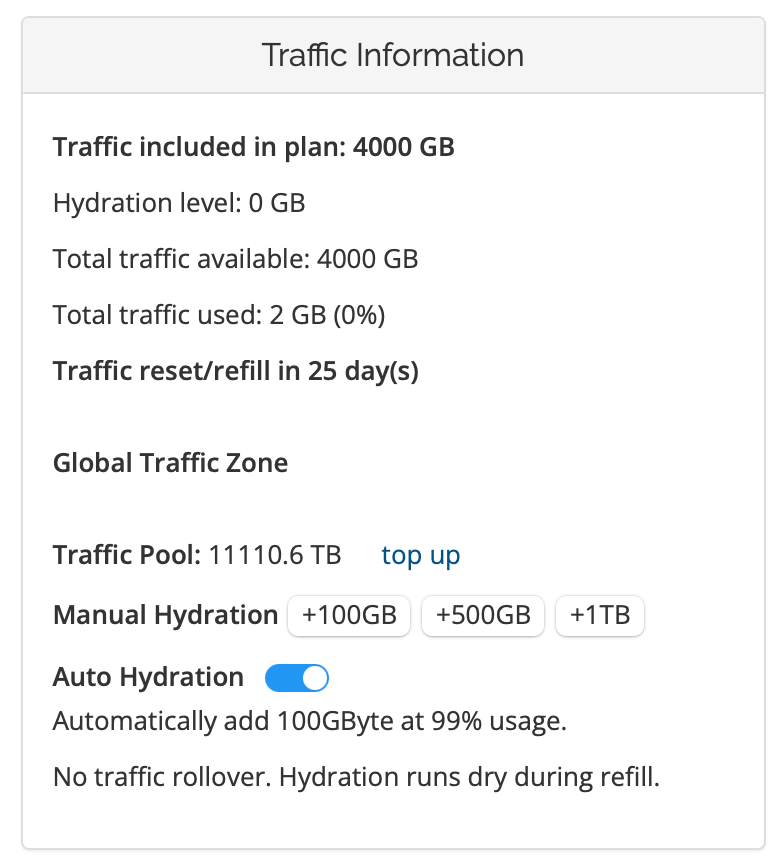 Traffic Information
Traffic included in plan: 4000 GB
Hydration level: 0 GB
Total traffic available: 4000 GB
Total traffic used: 2 GB (0%)
Traffic reset/refill in 25 day(s)
Global Traffic Zone
Traffic Pool: 11110.6 TB top up
Manual Hydration +100GB +500GB +1TB
Auto Hydration
Automatically add 100GByte at 99% usage.
No traffic rollover. Hydration runs dry during refill.